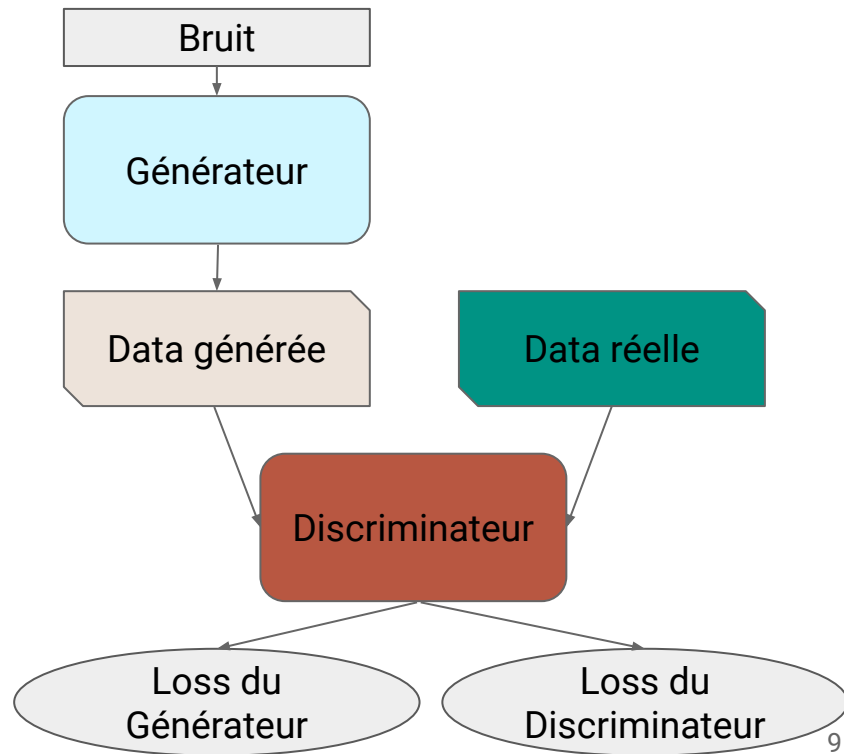 Bruit
Générateur
Data générée
Data réelle
Discriminateur
Loss du
Générateur
Loss du
Discriminateur
9